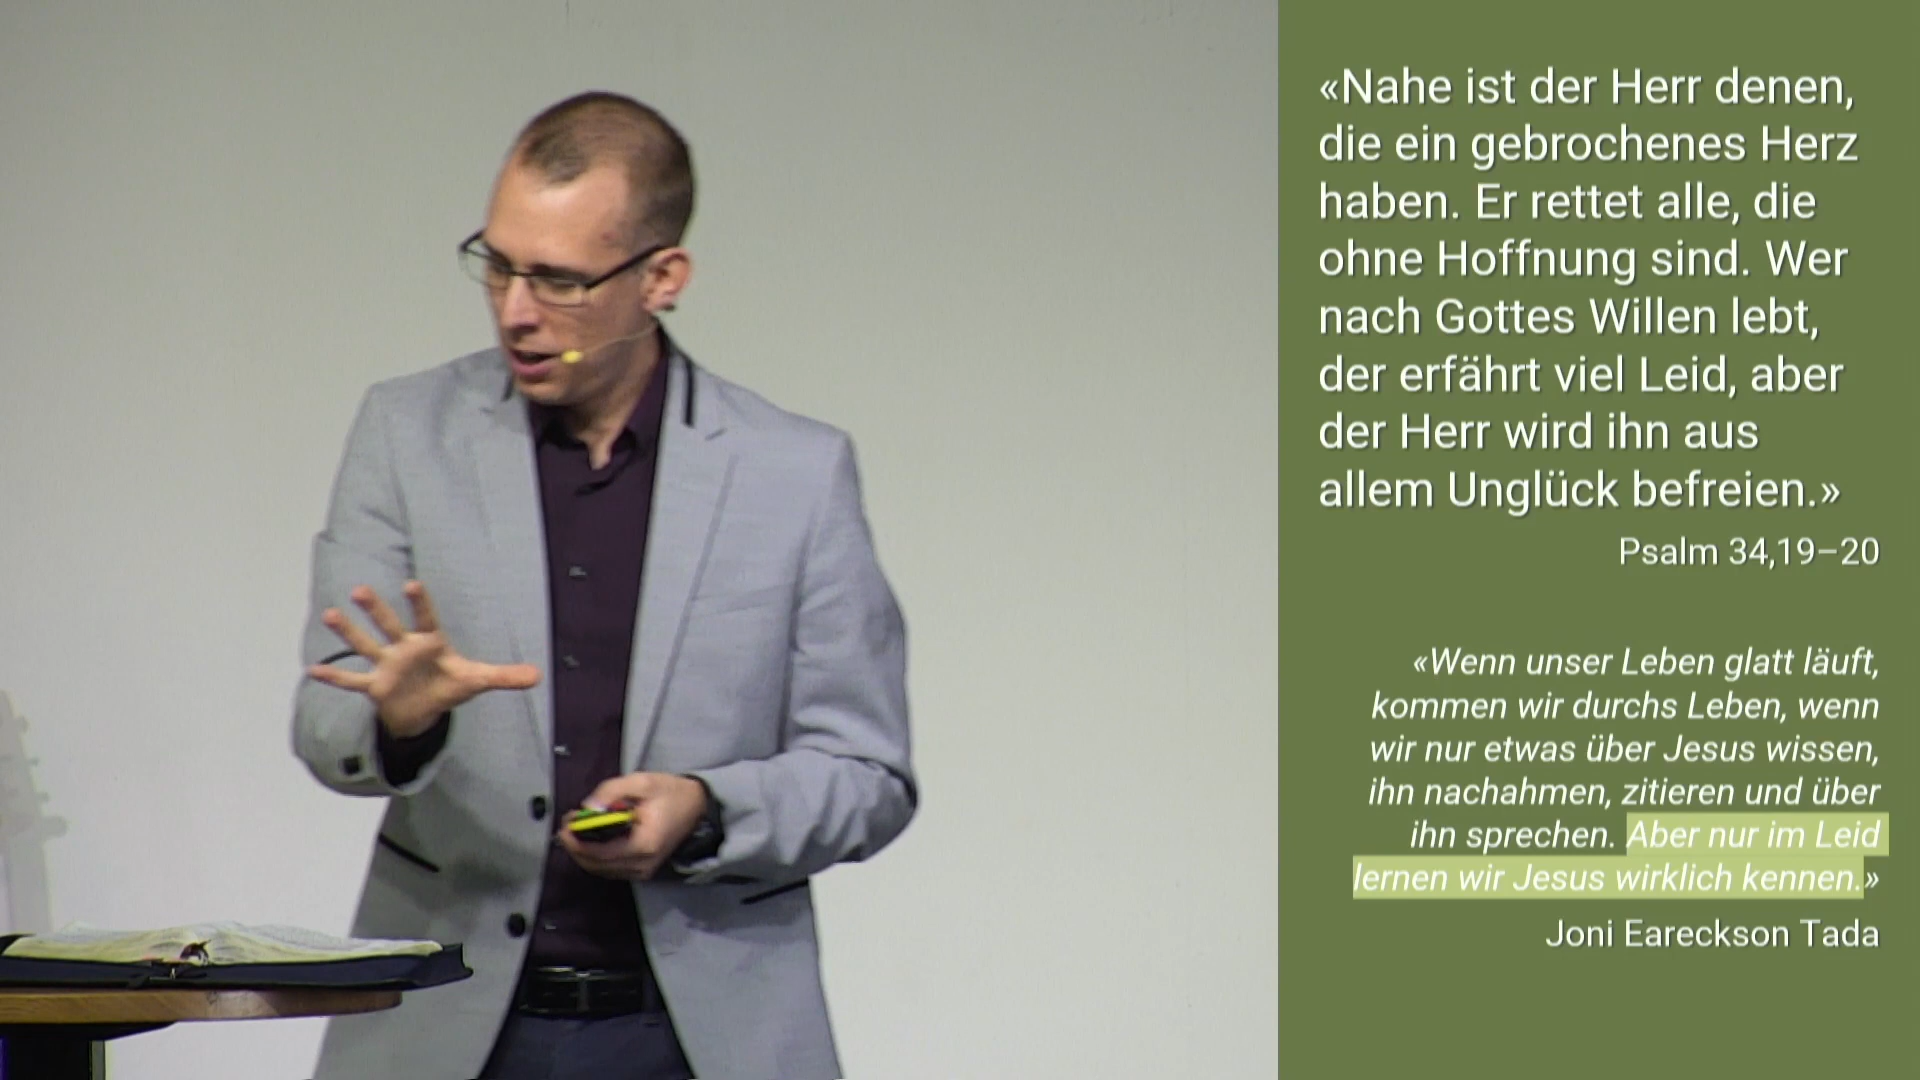 «Nahe ist der Herr denen,
die ein gebrochenes Herz
haben. Er rettet alle, die
ohne Hoffnung sind. Wer
nach Gottes Willen lebt,
der erfährt viel Leid, aber
der Herr wird ihn aus
allem Unglück befreien.»
Psalm 34,19–20
«Wenn unser Leben glatt läuft,
kommen wir durchs Leben, wenn
wir nur etwas über Jesus wissen,
ihn nachahmen, zitieren und über
ihn sprechen. Aber nur im Leid
lernen wir Jesus wirklich kennen.»
Joni Eareckson Tada